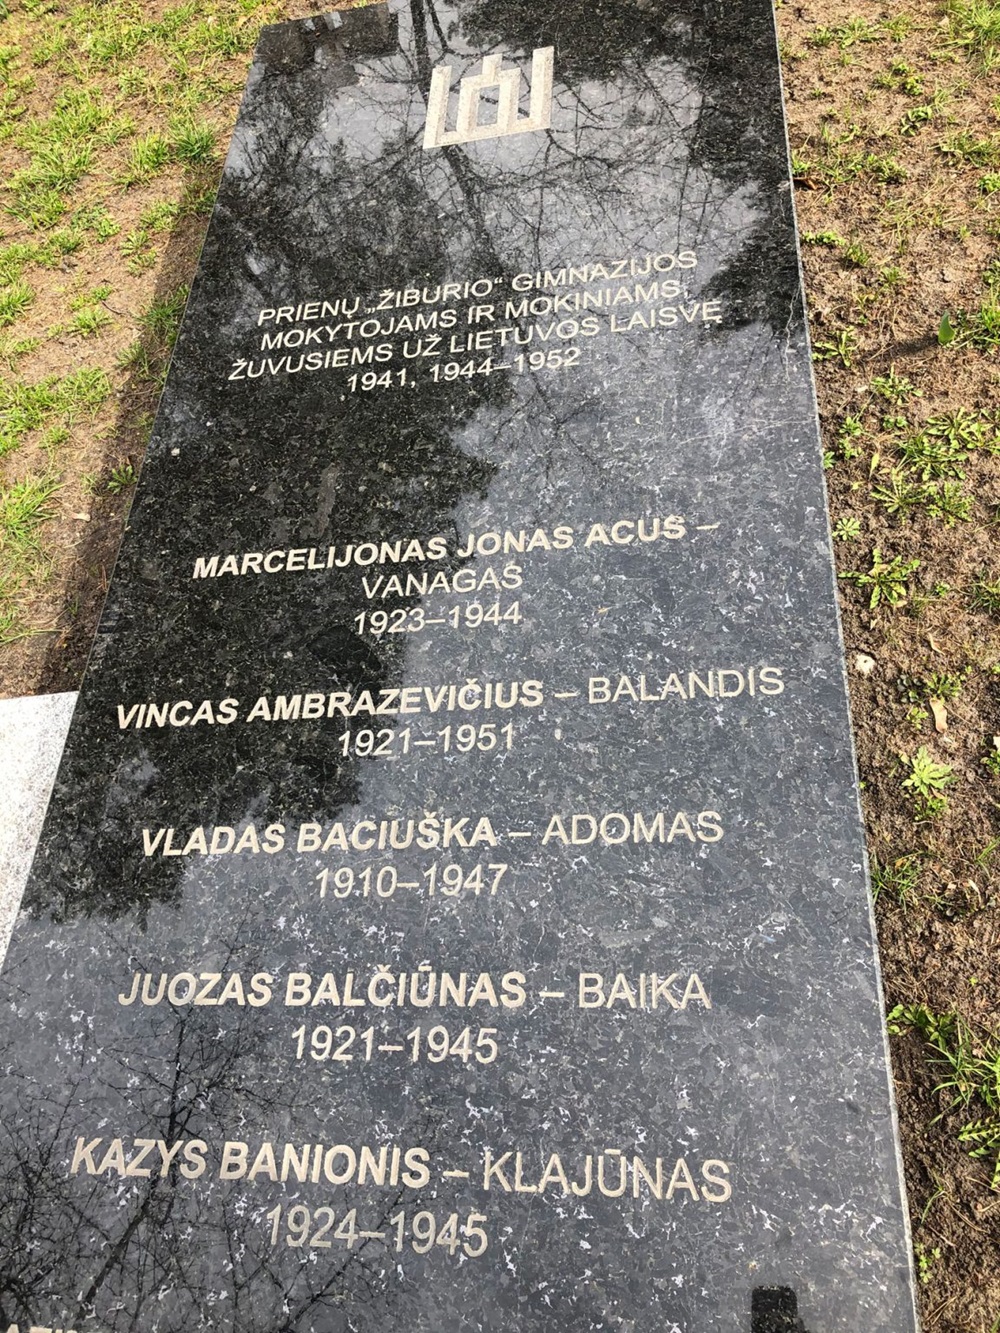 PRIENŲ „ŽIBURIO“ GIMNAZIJOS
MOKYTOJAMS IR MOKINIAMS,
ŽUVUSIEMS UŽ LIETUVOS LAISVĘ
1941, 1944–1952
MARCELIJONAS JONAS ACUS –
VANAGAS
1923–1944
VINCAS AMBRAZEVIČIUS – BALANDIS
1921–1951
VLADAS BACIUŠKA – ADOMAS
1910–1947
JUOZAS BALČIŪNAS – BAIKA
1921–1945
KAZYS BANIONIS – KLAJŪNAS
1924–1945